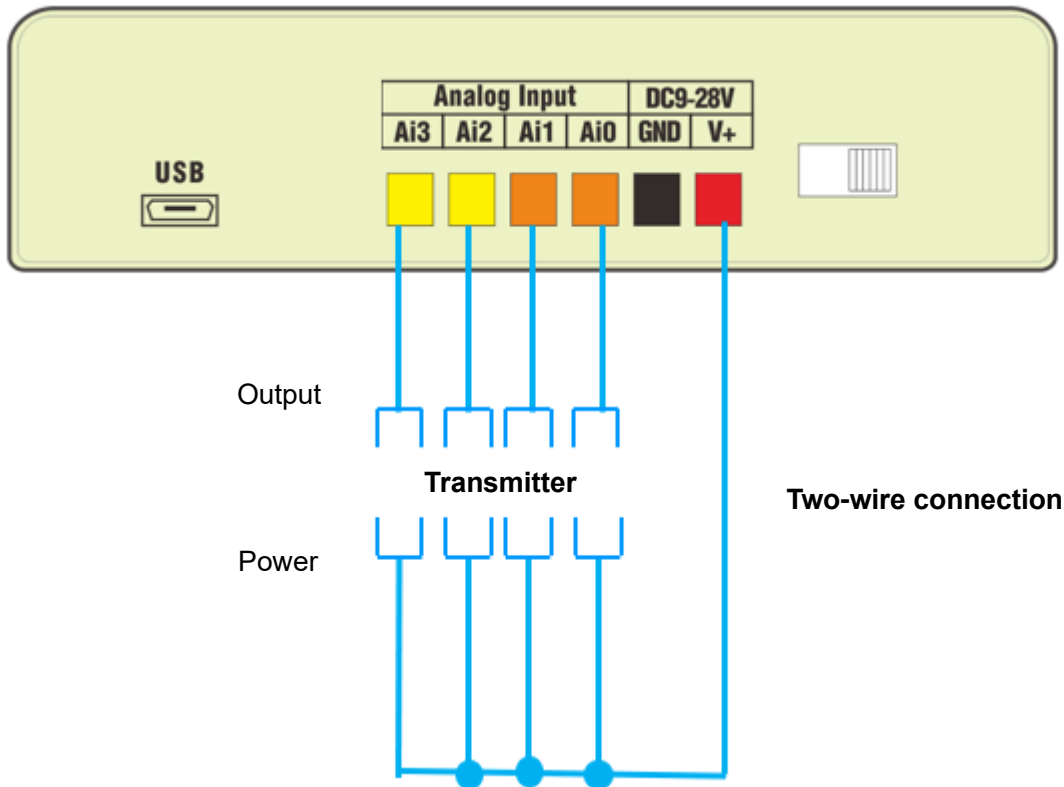 Analog Input DC9-28V
Ai3 Ai2 Ai1 Ai0 GND V+
USB
Output
Transmitter
Two-wire connection
Power